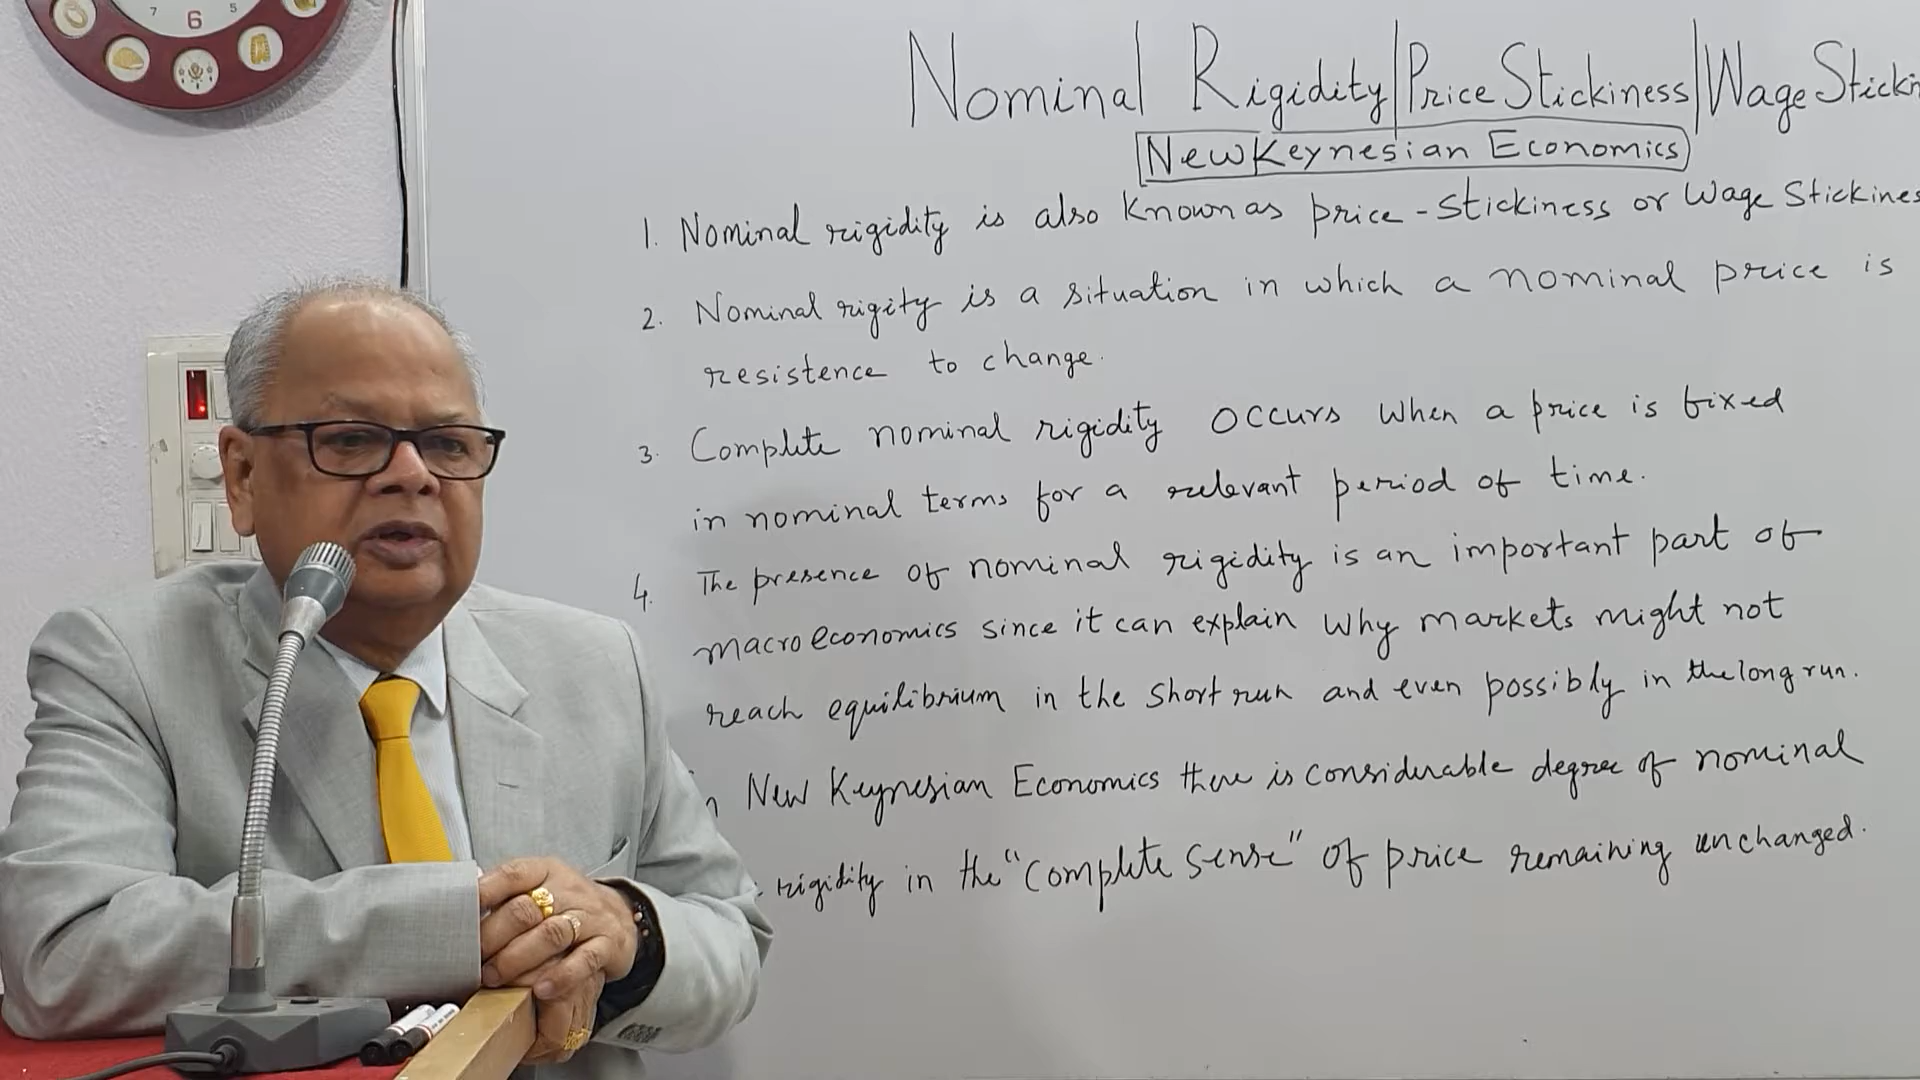 7 6 5
Nominal Rigidity|Price Stickiness|Wage Stickin
New Keynesian Economics
1. Nominal rigidity is also known as price-stickiness or Wage Stickines
2. Nominal rigity is a situation in which a nominal price is
resistence to change.
3. Complete nominal rigidity occurs when a price is fixed
in nominal terms for a relevant period of time.
4. The presence of nominal rigidity is an important part of
macroeconomics since it can explain why markets might not
reach equilibrium in the short run and even possibly in the long run.
New Keynesian Economics there is considerable degree of nominal
rigidity in the "complete sense" of price remaining unchanged.